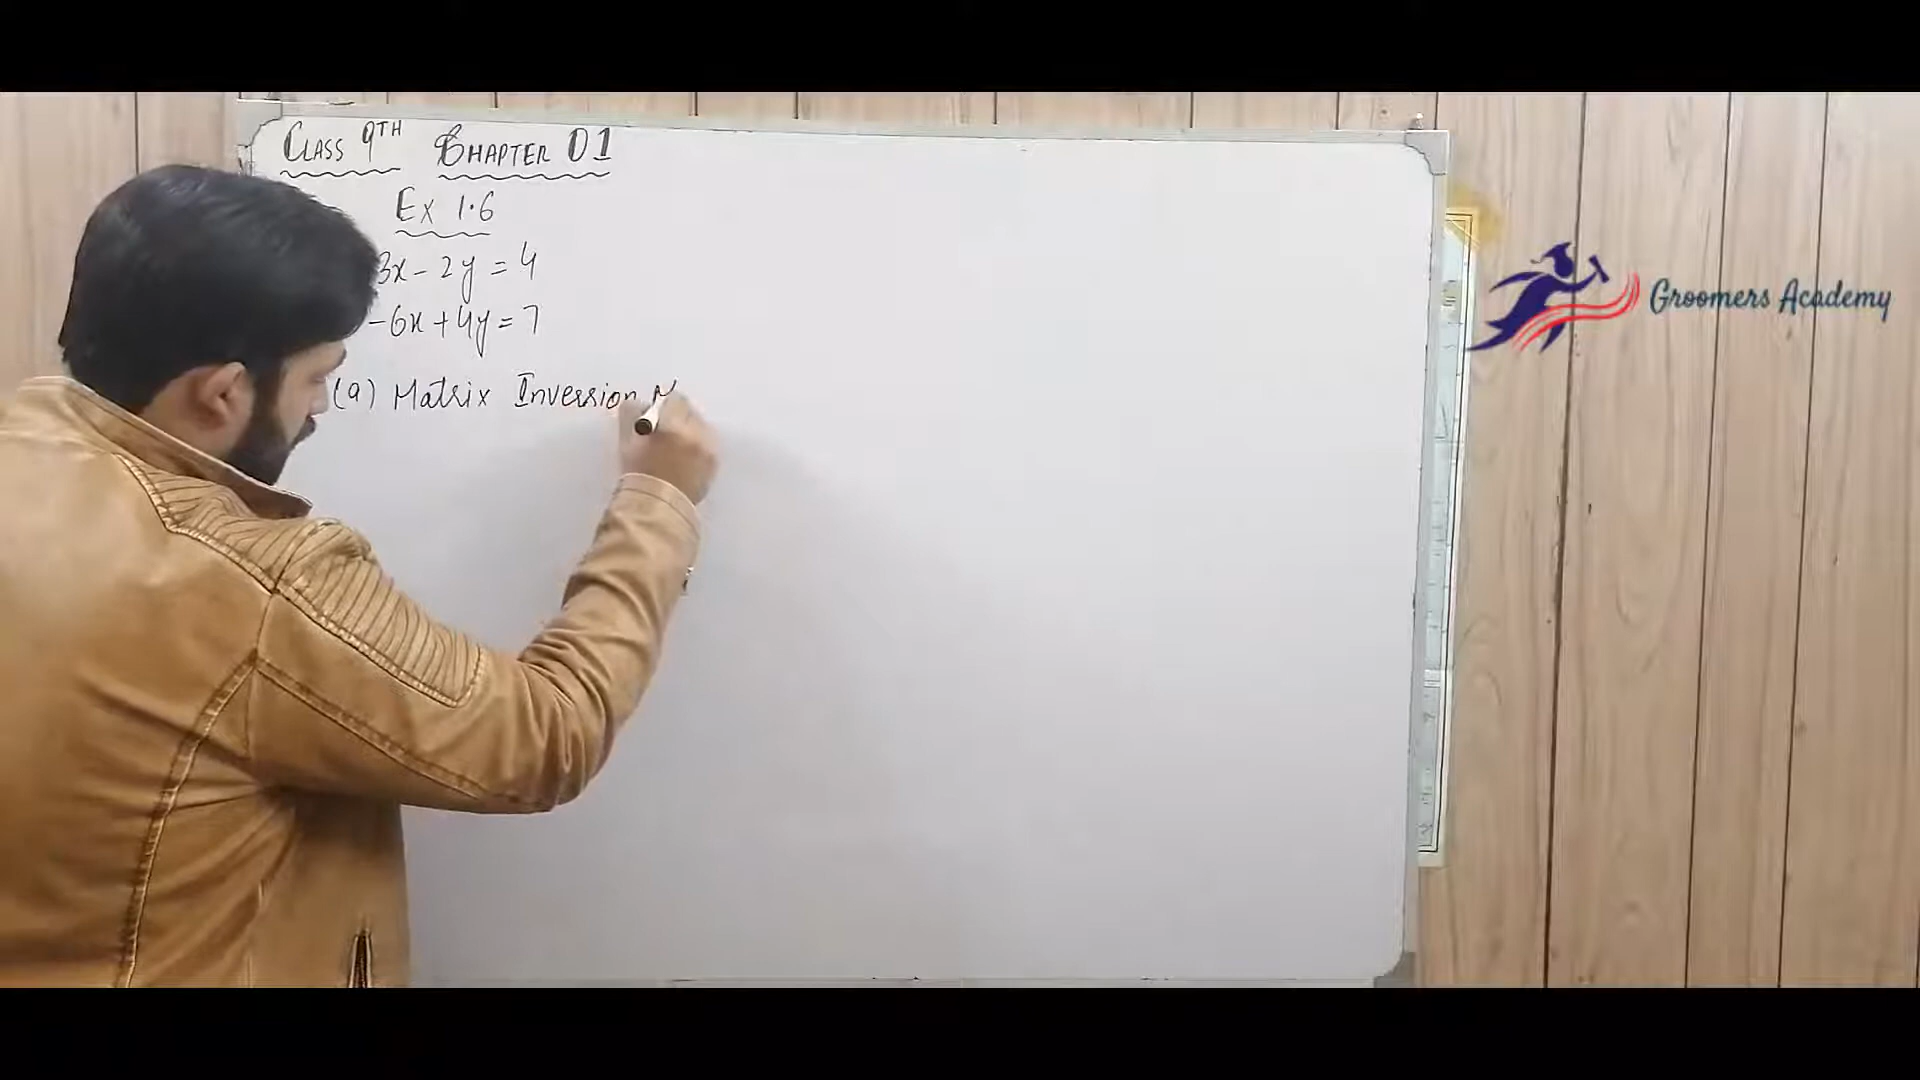 CLASS 9TH CHAPTER 01
Ex 1.6
3x - 2y = 4
-6x + 4y = 7
(a) Matrix Inversion M
Groomers Academy